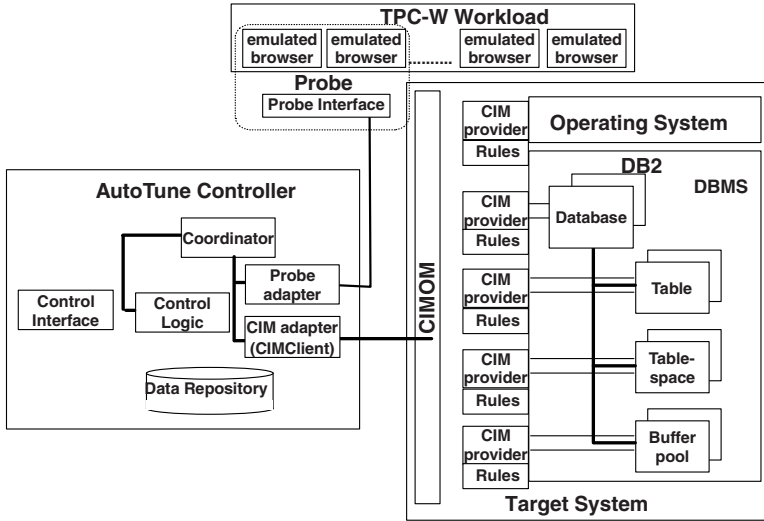 TPC-W Workload
emulated
browser
emulated
browser
..........
emulated
browser
emulated
browser
Probe
Probe Interface
AutoTune Controller
Coordinator
Control
Interface
Control
Logic
Probe
adapter
CIM adapter
(CIMClient)
Data Repository
CIMOM
CIM
provider
Rules
CIM
provider
Rules
CIM
provider
Rules
CIM
provider
Rules
CIM
provider
Rules
Operating System
DB2
DBMS
Database
Table
Table-
space
Buffer
pool
Target System